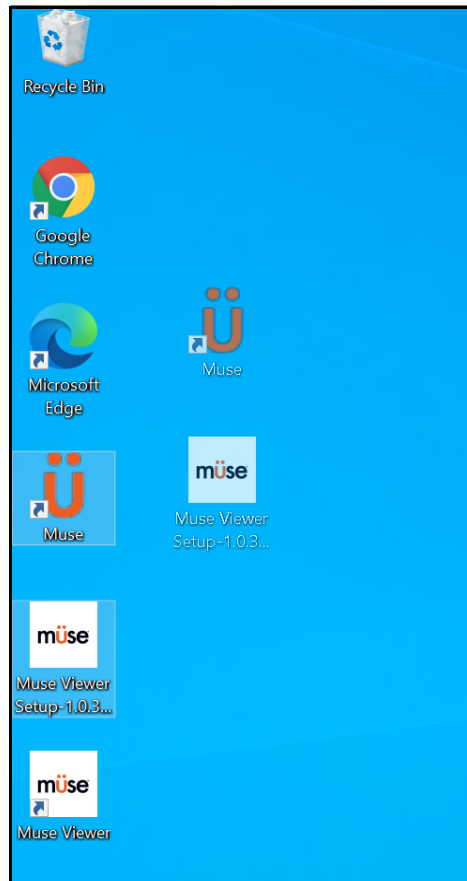 Recycle Bin
Google
Chrome
Microsoft
Edge
Ü
Muse
müse
Muse Viewer
Setup-1.0.3...
müse
Muse Viewer
Ü
Muse
müse
Muse Viewer
Setup-1.0.3...